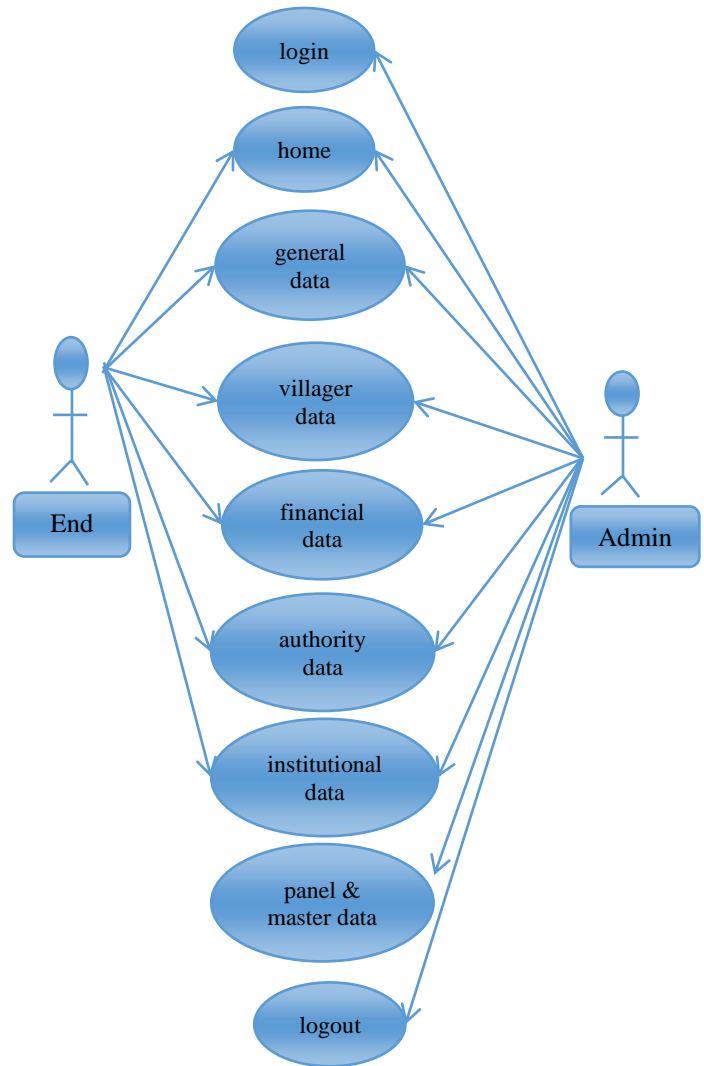 login
home
general
data
villager
data
End
financial
data
Admin
authority
data
institutional
data
panel &
master data
logout